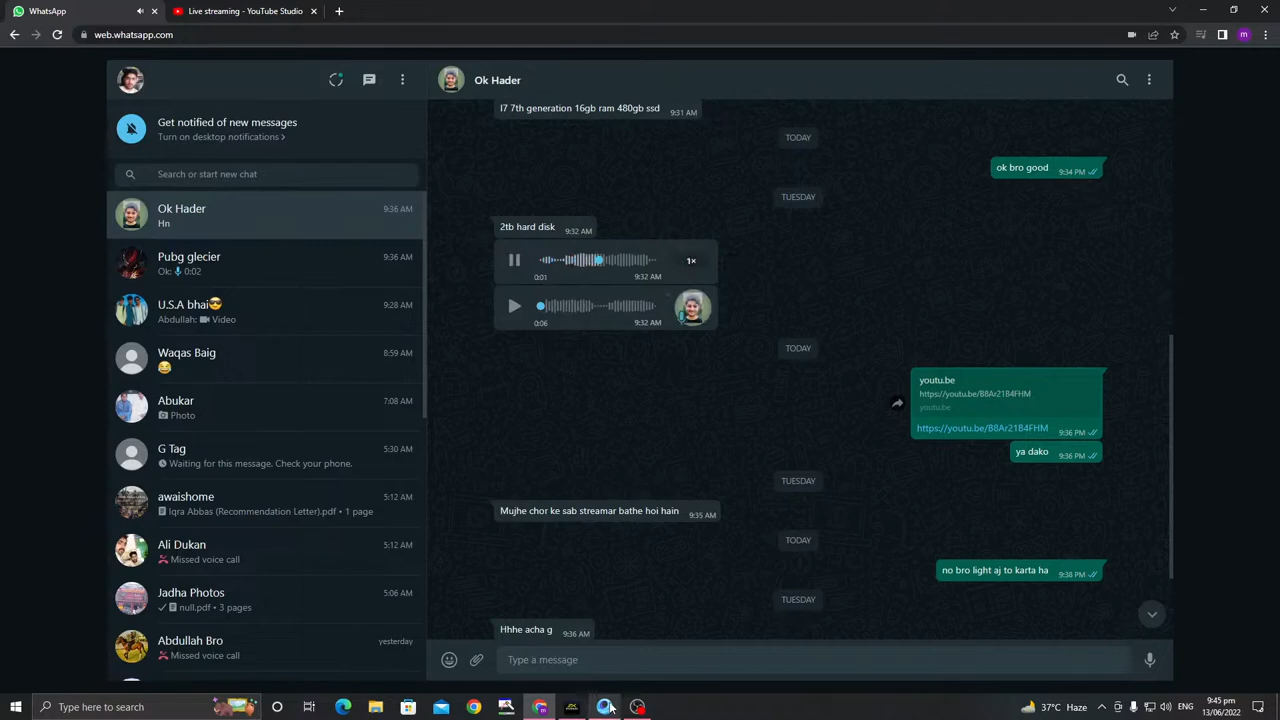 WhatsApp
Live streaming - YouTube Studio
web.whatsapp.com
m
Get notified of new messages
Turn on desktop notifications >
Search or start new chat
Ok Hader
9:36 AM
Hn
Pubg glecier
9:36 AM
Ok: 0:02
U.S.A bhai😎
9:28 AM
Abdullah: Video
Waqas Baig
8:59 AM
😂
Abukar
7:08 AM
Photo
G Tag
5:30 AM
Waiting for this message. Check your phone.
awaishome
5:12 AM
Iqra Abbas (Recommendation Letter).pdf • 1 page
Ali Dukan
5:12 AM
Missed voice call
Jadha Photos
5:06 AM
null.pdf • 3 pages
Abdullah Bro
yesterday
Missed voice call
Ok Hader
I7 7th generation 16gb ram 480gb ssd
9:31 AM
TODAY
ok bro good
9:34 PM
TUESDAY
2tb hard disk
9:32 AM
1×
0:01
9:32 AM
0:06
9:32 AM
TODAY
youtu.be
https://youtu.be/B8Ar21B4FHM
youtu.be
https://youtu.be/B8Ar21B4FHM
9:36 PM
ya dako
9:36 PM
TUESDAY
Mujhe chor ke sab streamar bathe hoi hain
9:35 AM
TODAY
no bro light aj to karta ha
9:38 PM
TUESDAY
Hhhe acha g
9:36 AM
Type a message
Type here to search
37°C Haze
ENG
9:45 pm
13/06/2022